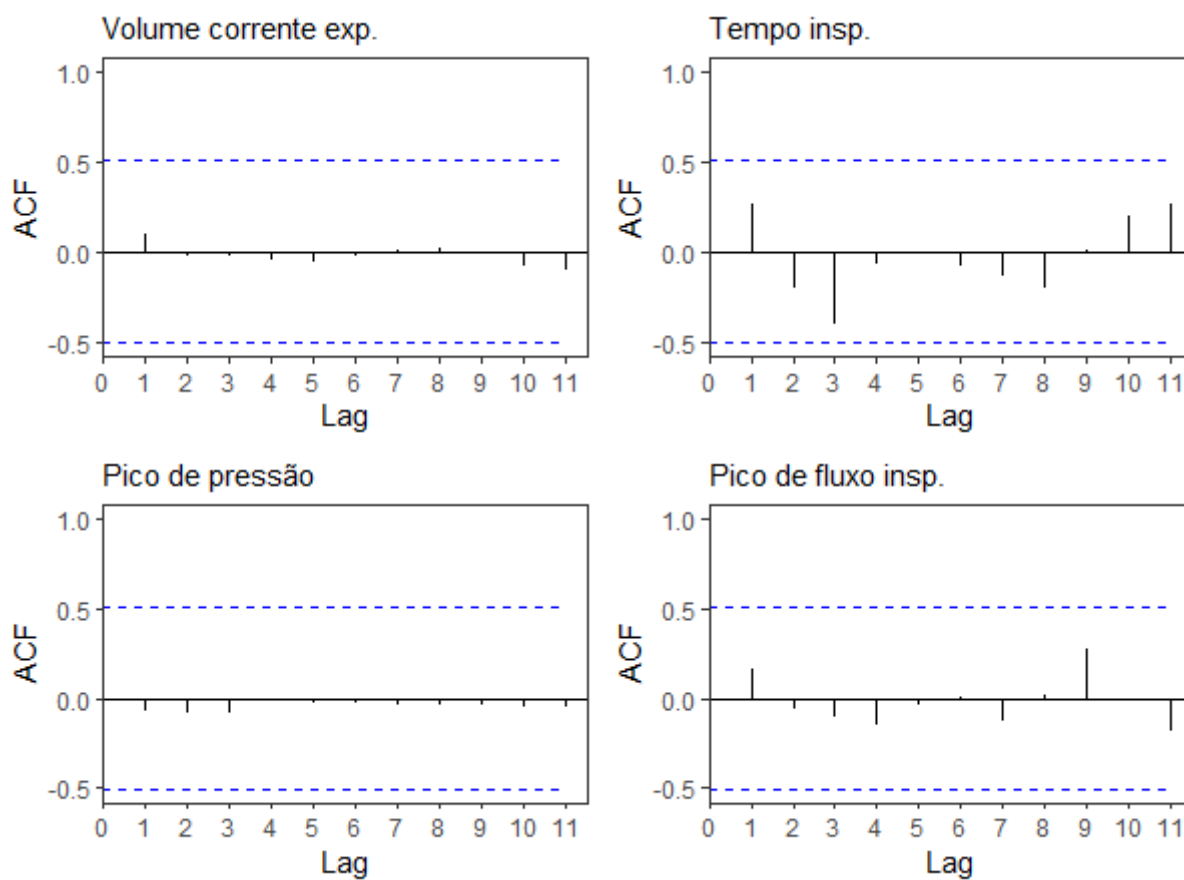 Volume corrente exp.
1.0
0.5
0.0
-0.5
ACF
0 1 2 3 4 5 6 7 8 9 10 11
Lag
Tempo insp.
1.0
0.5
0.0
-0.5
ACF
0 1 2 3 4 5 6 7 8 9 10 11
Lag
Pico de pressão
1.0
0.5
0.0
-0.5
ACF
0 1 2 3 4 5 6 7 8 9 10 11
Lag
Pico de fluxo insp.
1.0
0.5
0.0
-0.5
ACF
0 1 2 3 4 5 6 7 8 9 10 11
Lag